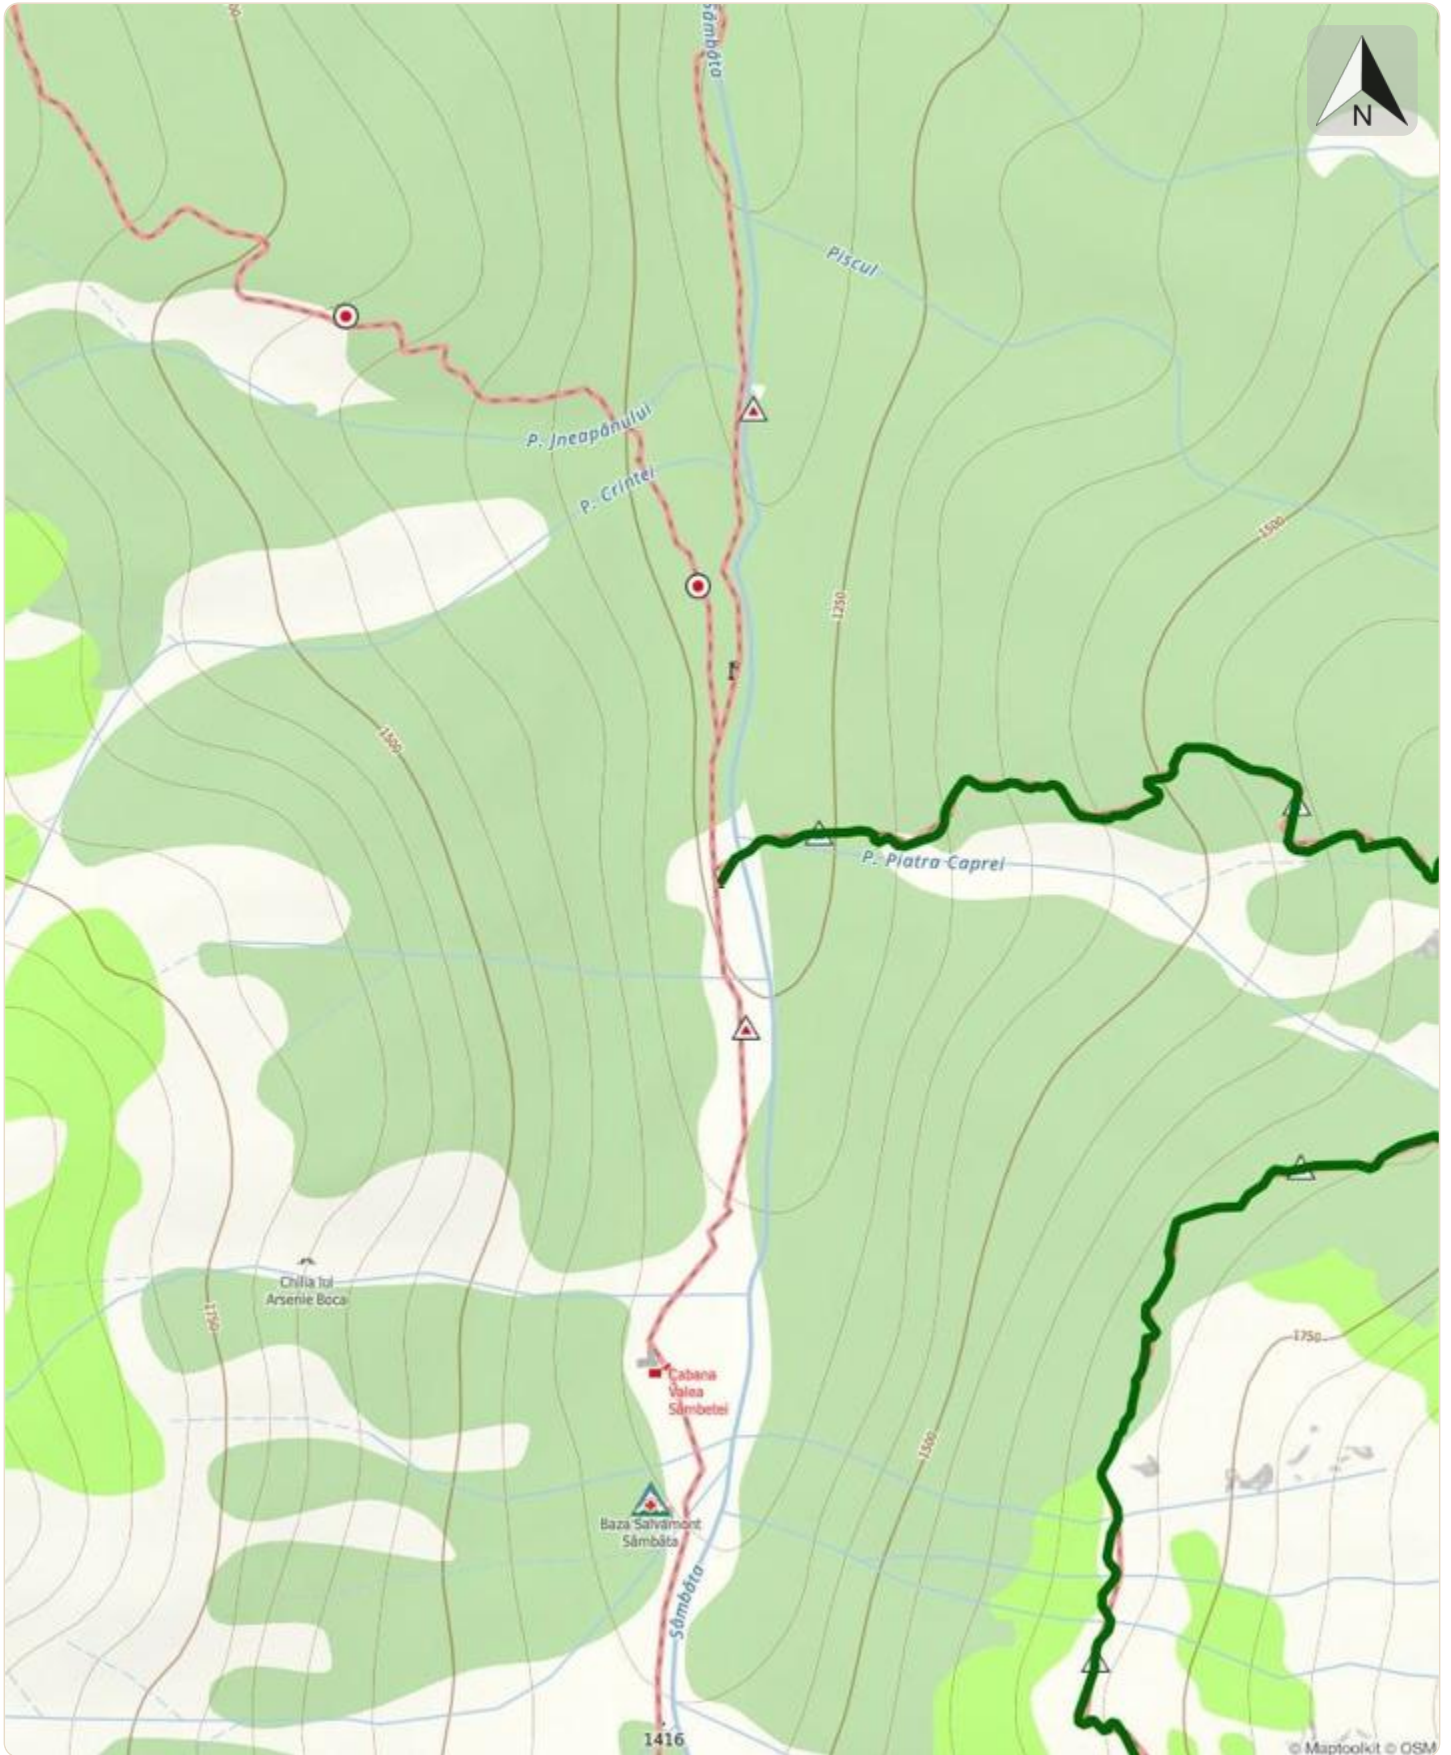 Sâmbăta
N
Piscul
P. Jneapănului
P. Crintei
1500
1250
1500
P. Piatra Caprei
Chilia lui
Arsenie Boca
1750
1750
Cabana
Valea
Sâmbetei
1500
Baza Salvamont
Sâmbăta
Sâmbăta
1416
© Maptoolkit © OSM